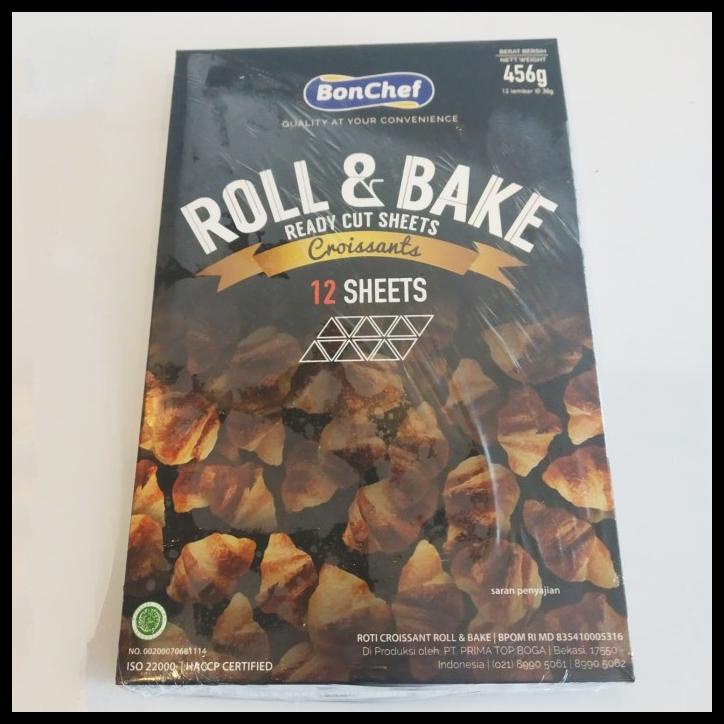 BERAT BERSIH
NETT WEIGHT
456g
12 lembar @ 38g
BonChef
QUALITY AT YOUR CONVENIENCE
ROLL & BAKE
READY CUT SHEETS
Croissants
12 SHEETS
saran penyajian
NO. 00200070681114
ISO 22000 | HACCP CERTIFIED
ROTI CROISSANT ROLL & BAKE | BPOM RI MD 835410005316
Di Produksi oleh: PT. PRIMA TOP BOGA | Bekasi, 17550 -
Indonesia | (021) 8990 5061 | 8990 5062